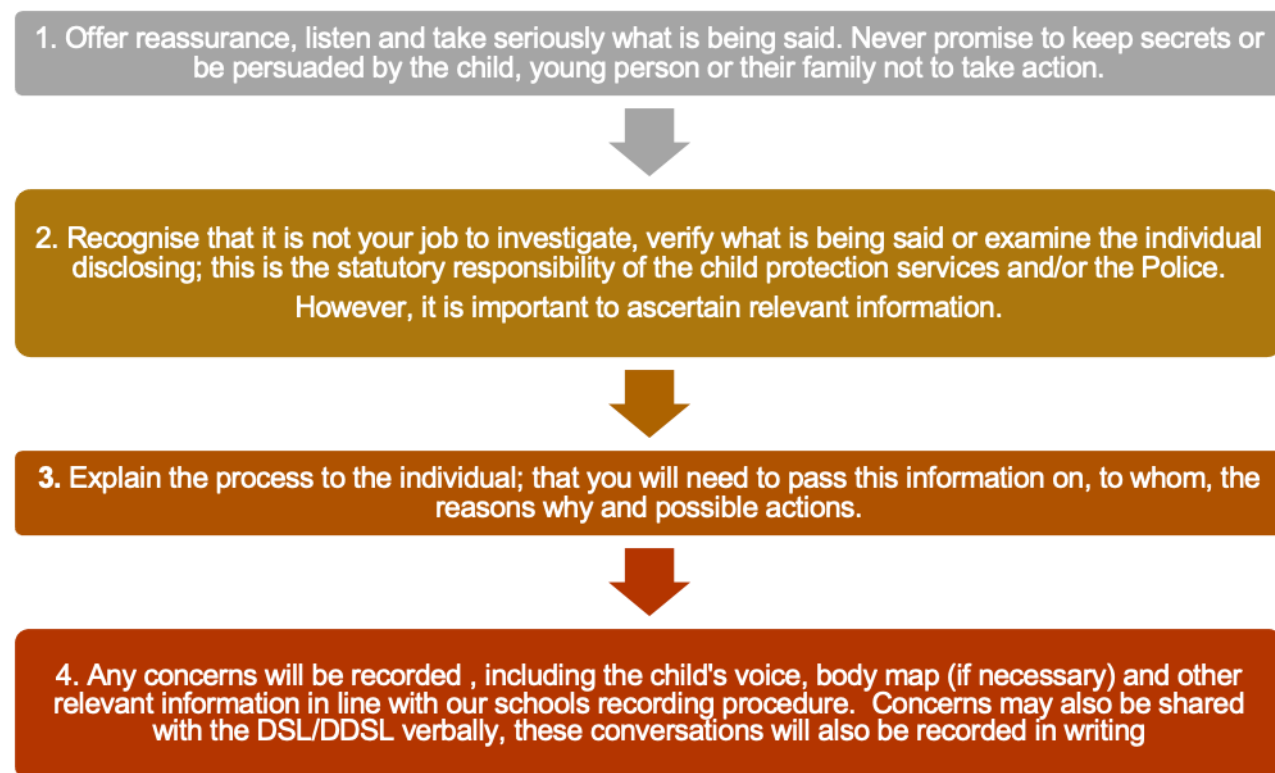 1. Offer reassurance, listen and take seriously what is being said. Never promise to keep secrets or
be persuaded by the child, young person or their family not to take action.
2. Recognise that it is not your job to investigate, verify what is being said or examine the individual
disclosing; this is the statutory responsibility of the child protection services and/or the Police.
However, it is important to ascertain relevant information.
3. Explain the process to the individual; that you will need to pass this information on, to whom, the
reasons why and possible actions.
4. Any concerns will be recorded , including the child's voice, body map (if necessary) and other
relevant information in line with our schools recording procedure.  Concerns may also be shared
with the DSL/DDSL verbally, these conversations will also be recorded in writing